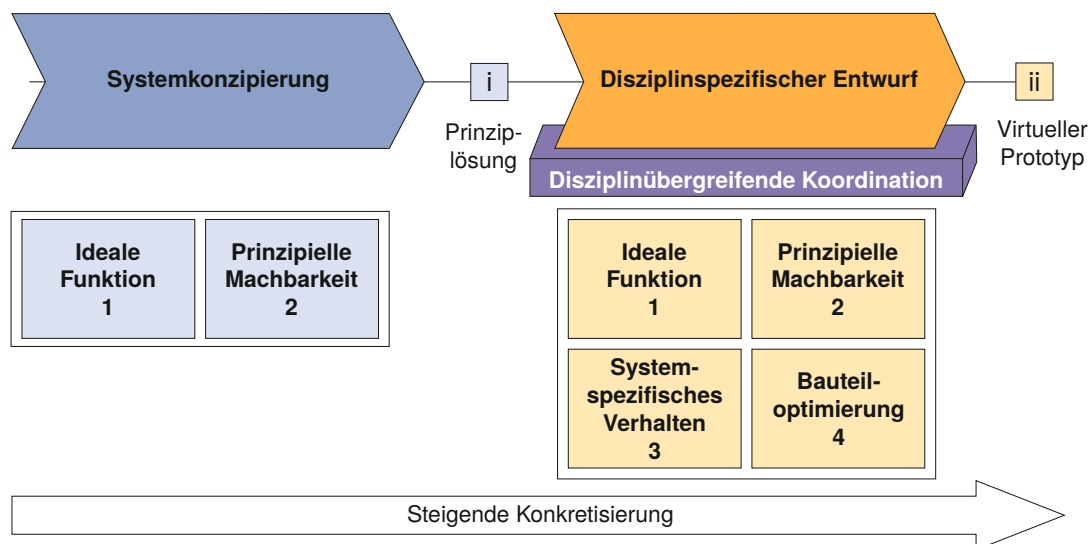 Systemkonzipierung
i
Prinzip-
lösung
Disziplinspezifischer Entwurf
ii
Virtueller
Prototyp
Disziplinübergreifende Koordination
Ideale
Funktion
1
Prinzipielle
Machbarkeit
2
Ideale
Funktion
1
Prinzipielle
Machbarkeit
2
System-
spezifisches
Verhalten
3
Bauteil-
optimierung
4
Steigende Konkretisierung